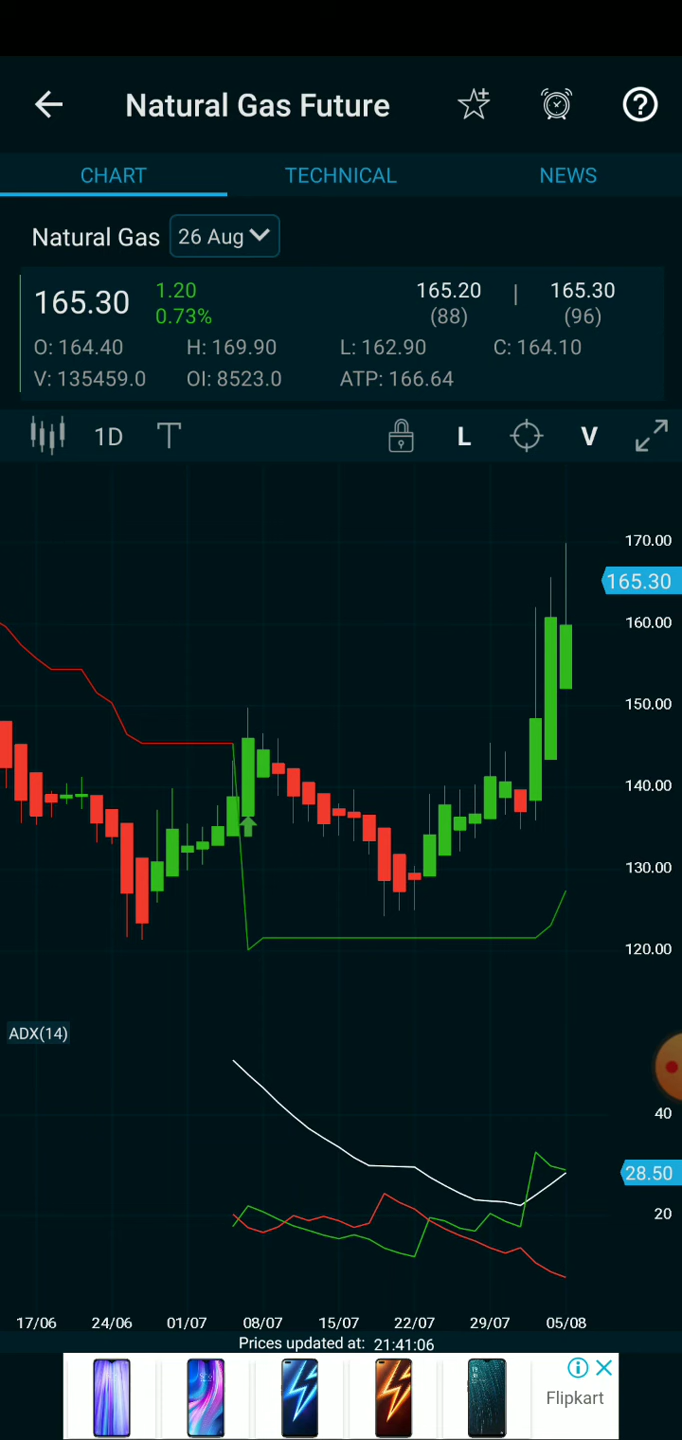 Natural Gas Future
CHART TECHNICAL NEWS
Natural Gas 26 Aug
165.30 1.20 165.20 | 165.30
0.73% (88) (96)
O: 164.40 H: 169.90 L: 162.90 C: 164.10
V: 135459.0 OI: 8523.0 ATP: 166.64
1D T L V
170.00
165.30
160.00
150.00
140.00
130.00
120.00
ADX(14)
40
28.50
20
17/06 24/06 01/07 08/07 15/07 22/07 29/07 05/08
Prices updated at: 21:41:06
Flipkart